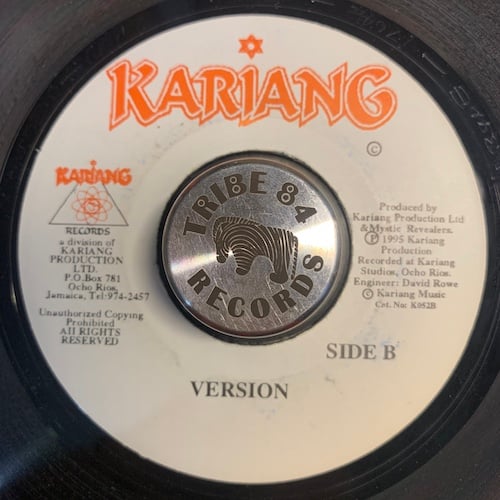 KARIANG
©
KARIANG
RECORDS
a division of
KARIANG
PRODUCTION
LTD.
P.O.Box 781
Ocho Rios.
Jamaica, Tel:974-2457
Unauthorized Copying
Prohibited
All RIGHTS
RESERVED
TRIBE 84
RECORDS
Produced by
Kariang Production Ltd
&Mystic Revealers.
Ⓟ 1995 Kariang
Production
Recorded at Kariang
Studios, Ocho Rios.
Engineer: David Rowe
© Kariang Music
Cat. No: K052B
SIDE B
VERSION